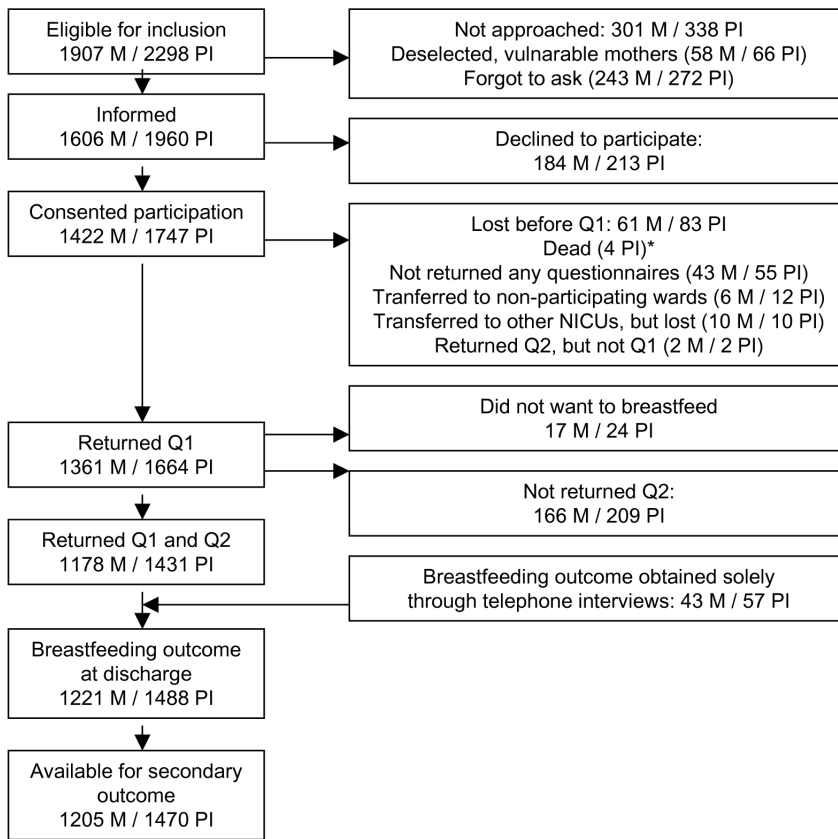 Eligible for inclusion
1907 M / 2298 PI
Not approached: 301 M / 338 PI
Deselected, vulnarable mothers (58 M / 66 PI)
Forgot to ask (243 M / 272 PI)
Informed
1606 M / 1960 PI
Declined to participate:
184 M / 213 PI
Consented participation
1422 M / 1747 PI
Lost before Q1: 61 M / 83 PI
Dead (4 PI)*
Not returned any questionnaires (43 M / 55 PI)
Tranferred to non-participating wards (6 M / 12 PI)
Transferred to other NICUs, but lost (10 M / 10 PI)
Returned Q2, but not Q1 (2 M / 2 PI)
Did not want to breastfeed
17 M / 24 PI
Returned Q1
1361 M / 1664 PI
Not returned Q2:
166 M / 209 PI
Returned Q1 and Q2
1178 M / 1431 PI
Breastfeeding outcome obtained solely
through telephone interviews: 43 M / 57 PI
Breastfeeding outcome
at discharge
1221 M / 1488 PI
Available for secondary
outcome
1205 M / 1470 PI